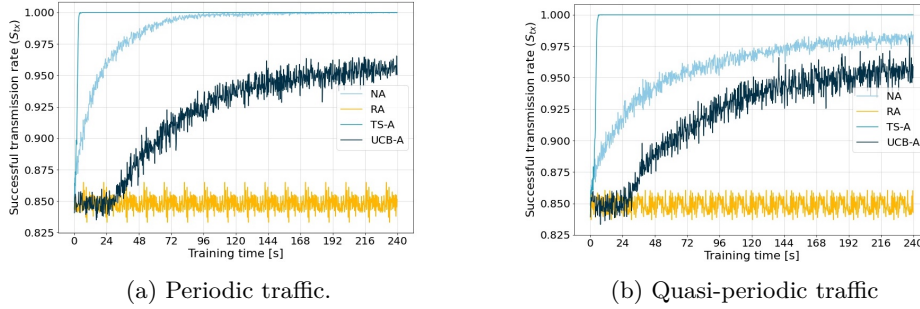 Successful transmission rate (Stx)
1.000
0.975
0.950
0.925
0.900
0.875
0.850
0.825
NA
RA
TS-A
UCB-A
0 24 48 72 96 120 144 168 192 216 240
Training time [s]
(a) Periodic traffic.
Successful transmission rate (Stx)
1.000
0.975
0.950
0.925
0.900
0.875
0.850
0.825
NA
RA
TS-A
UCB-A
0 24 48 72 96 120 144 168 192 216 240
Training time [s]
(b) Quasi-periodic traffic